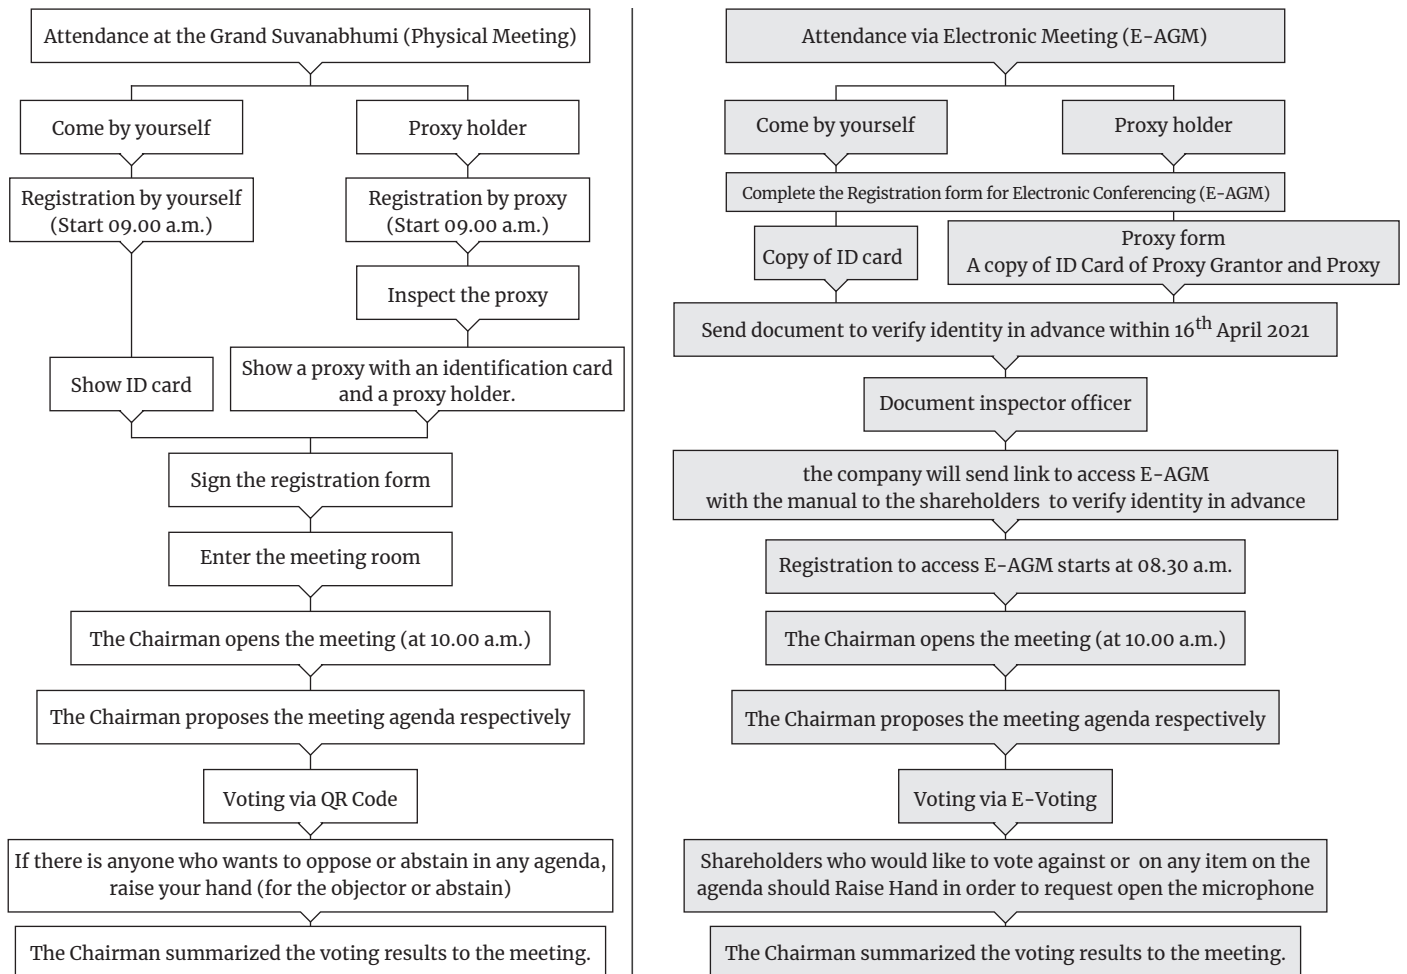 Attendance at the Grand Suvanabhumi (Physical Meeting)
Come by yourself
Proxy holder
Registration by yourself
(Start 09.00 a.m.)
Registration by proxy
(Start 09.00 a.m.)
Inspect the proxy
Show ID card
Show a proxy with an identification card
and a proxy holder.
Sign the registration form
Enter the meeting room
The Chairman opens the meeting (at 10.00 a.m.)
The Chairman proposes the meeting agenda respectively
Voting via QR Code
If there is anyone who wants to oppose or abstain in any agenda,
raise your hand (for the objector or abstain)
The Chairman summarized the voting results to the meeting.
Attendance via Electronic Meeting (E-AGM)
Come by yourself
Proxy holder
Complete the Registration form for Electronic Conferencing (E-AGM)
Copy of ID card
Proxy form
A copy of ID Card of Proxy Grantor and Proxy
Send document to verify identity in advance within 16th April 2021
Document inspector officer
the company will send link to access E-AGM
with the manual to the shareholders to verify identity in advance
Registration to access E-AGM starts at 08.30 a.m.
The Chairman opens the meeting (at 10.00 a.m.)
The Chairman proposes the meeting agenda respectively
Voting via E-Voting
Shareholders who would like to vote against or on any item on the
agenda should Raise Hand in order to request open the microphone
The Chairman summarized the voting results to the meeting.